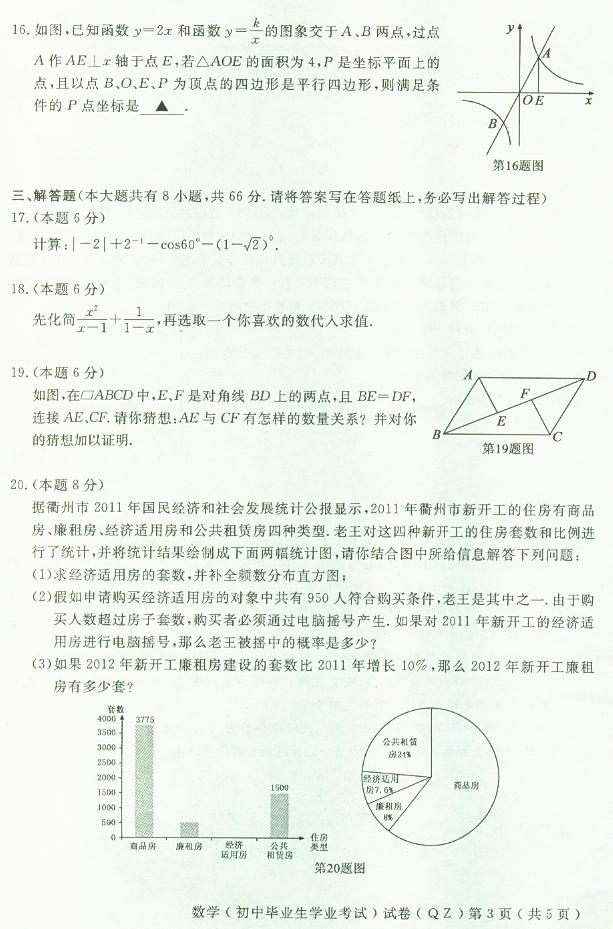 16. 如图,已知函数 y=2x 和函数 y=k/x 的图象交于 A、B 两点,过点
A 作 AE⊥x 轴于点 E,若△AOE 的面积为 4,P 是坐标平面上的
点,且以点 B、O、E、P 为顶点的四边形是平行四边形,则满足条
件的 P 点坐标是 ▲ .
y
A
O E
x
B
第16题图
三、解答题(本大题共有 8 小题,共 66 分. 请将答案写在答题纸上,务必写出解答过程)
17. (本题 6 分)
计算:|-2|+2⁻¹-cos60°-(1-√2)⁰.
18. (本题 6 分)
先化简 x²/(x-1)+1/(1-x),再选取一个你喜欢的数代入求值.
19. (本题 6 分)
如图,在▱ABCD 中,E、F 是对角线 BD 上的两点,且 BE=DF,
连接 AE、CF. 请你猜想:AE 与 CF 有怎样的数量关系?并对你
的猜想加以证明.
A
D
F
E
B
C
第19题图
20. (本题 8 分)
据衢州市 2011 年国民经济和社会发展统计公报显示,2011 年衢州市新开工的住房有商品
房、廉租房、经济适用房和公共租赁房四种类型. 老王对这四种新开工的住房套数和比例进
行了统计,并将统计结果绘制成下面两幅统计图,请你结合图中所给信息解答下列问题:
(1)求经济适用房的套数,并补全频数分布直方图;
(2)假如申请购买经济适用房的对象中共有 950 人符合购买条件,老王是其中之一. 由于购
买人数超过房子套数,购买者必须通过电脑摇号产生. 如果对 2011 年新开工的经济适
用房进行电脑摇号,那么老王被摇中的概率是多少?
(3)如果 2012 年新开工廉租房建设的套数比 2011 年增长 10%,那么 2012 年新开工廉租
房有多少套?
套数
4000
3500
3000
2500
2000
1500
1000
500
0
3775
1500
商品房
廉租房
经济
适用房
公共
租赁房
住房
类型
公共租赁
房24%
经济适用
房7.6%
廉租房
8%
商品房
第20题图
数学(初中毕业生学业考试)试卷(QZ)第3页(共5页)